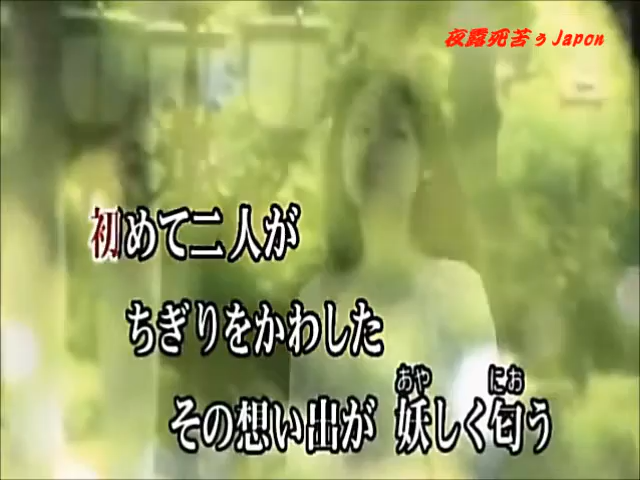 夜露死苦ぅJapon
初めて二人が
ちぎりをかわした
その想い出が 妖しく匂う
おや にお